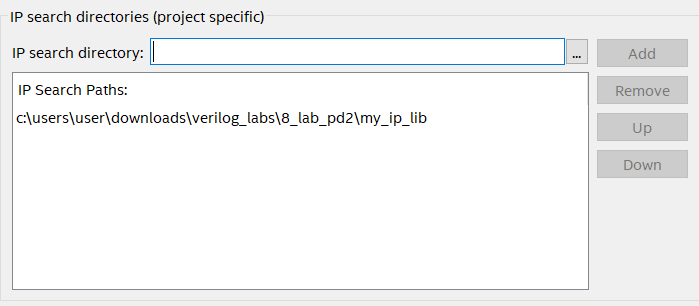 IP search directories (project specific)
IP search directory:
...
Add
IP Search Paths:
Remove
c:\users\user\downloads\verilog_labs\8_lab_pd2\my_ip_lib
Up
Down